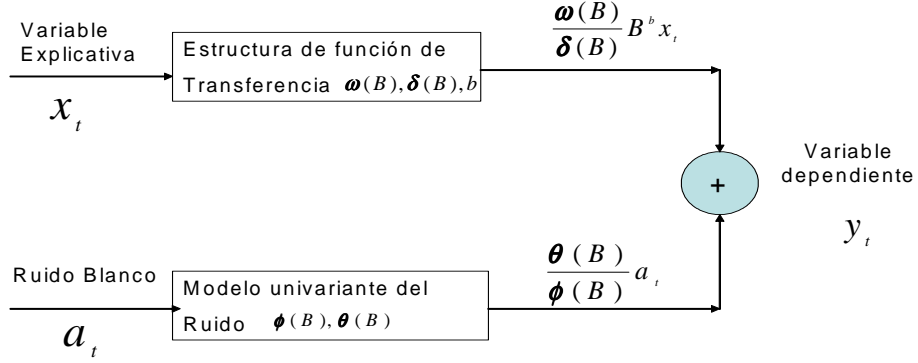 Variable
Explicativa
x_t
Estructura de función de
Transferencia ω(B), δ(B), b
ω(B)
δ(B) B^b x_t
+
Variable
dependiente
y_t
Ruido Blanco
a_t
Modelo univariante del
Ruido ϕ(B), θ(B)
θ(B)
ϕ(B) a_t